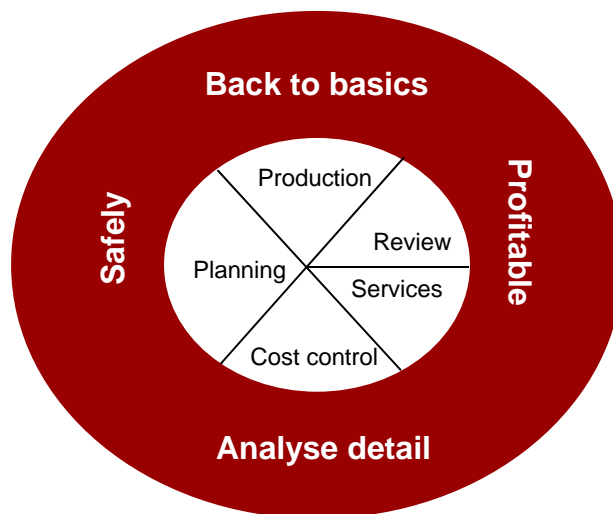 Back to basics
Production
Profitable
Safely
Review
Planning
Services
Cost control
Analyse detail